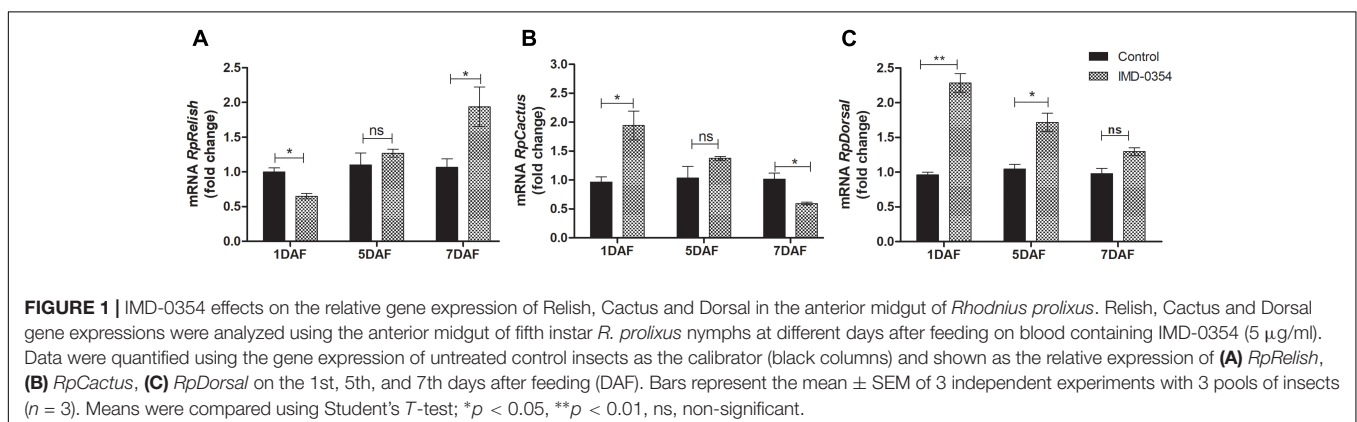 A
mRNA RpRelish
(fold change)
2.5
2.0
1.5
1.0
0.5
0.0
*
ns
*
1DAF
5DAF
7DAF
B
mRNA RpCactus
(fold change)
3.0
2.5
2.0
1.5
1.0
0.5
0.0
*
ns
*
1DAF
5DAF
7DAF
C
mRNA RpDorsal
(fold change)
2.5
2.0
1.5
1.0
0.5
0.0
**
*
ns
1DAF
5DAF
7DAF
Control
IMD-0354
FIGURE 1 | IMD-0354 effects on the relative gene expression of Relish, Cactus and Dorsal in the anterior midgut of Rhodnius prolixus. Relish, Cactus and Dorsal
gene expressions were analyzed using the anterior midgut of fifth instar R. prolixus nymphs at different days after feeding on blood containing IMD-0354 (5 μg/ml).
Data were quantified using the gene expression of untreated control insects as the calibrator (black columns) and shown as the relative expression of (A) RpRelish,
(B) RpCactus, (C) RpDorsal on the 1st, 5th, and 7th days after feeding (DAF). Bars represent the mean ± SEM of 3 independent experiments with 3 pools of insects
(n = 3). Means were compared using Student's T-test; *p < 0.05, **p < 0.01, ns, non-significant.